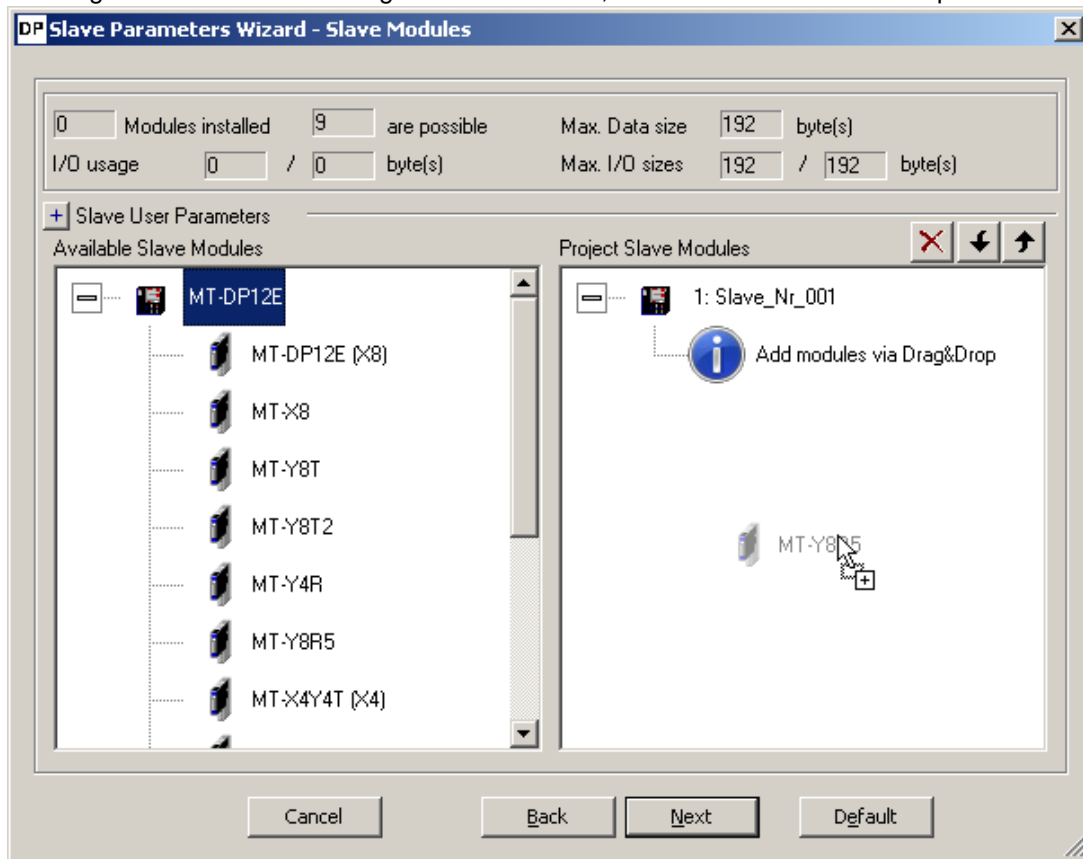 DP Slave Parameters Wizard - Slave Modules
0 Modules installed 9 are possible Max. Data size 192 byte(s)
I/O usage 0 / 0 byte(s) Max. I/O sizes 192 / 192 byte(s)
+ Slave User Parameters
Available Slave Modules Project Slave Modules
MT-DP12E 1: Slave_Nr_001
MT-DP12E (X8) Add modules via Drag&Drop
MT-X8
MT-Y8T
MT-Y8T2 MT-Y8R5
MT-Y4R
MT-Y8R5
MT-X4Y4T (X4)
Cancel Back Next Default